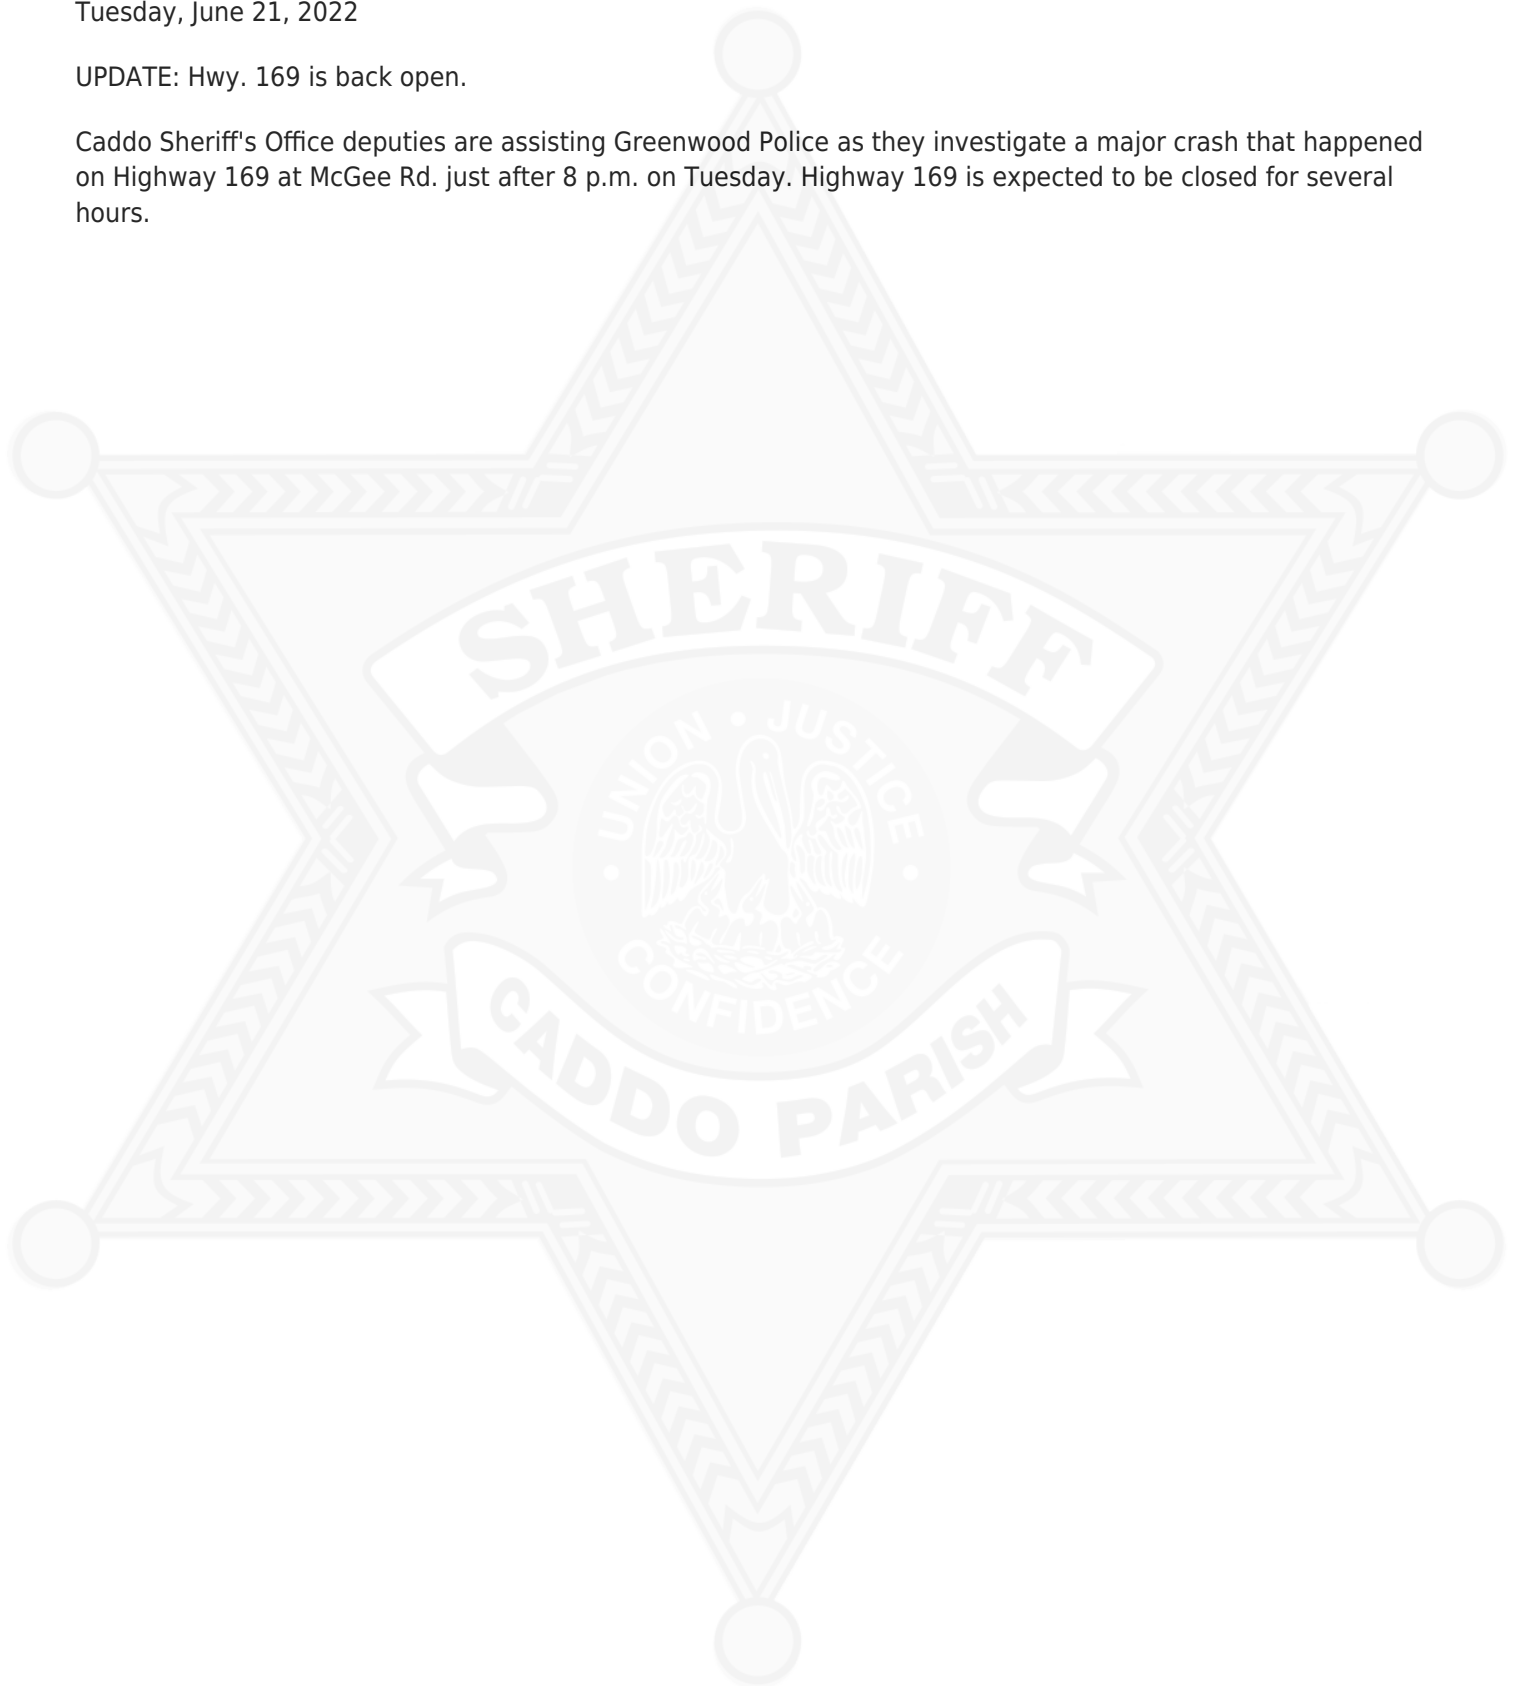 Tuesday, June 21, 2022
UPDATE: Hwy. 169 is back open.
Caddo Sheriff's Office deputies are assisting Greenwood Police as they investigate a major crash that happened
on Highway 169 at McGee Rd. just after 8 p.m. on Tuesday. Highway 169 is expected to be closed for several
hours.
SHERIFF
UNION • JUSTICE
• CONFIDENCE •
CADDO PARISH